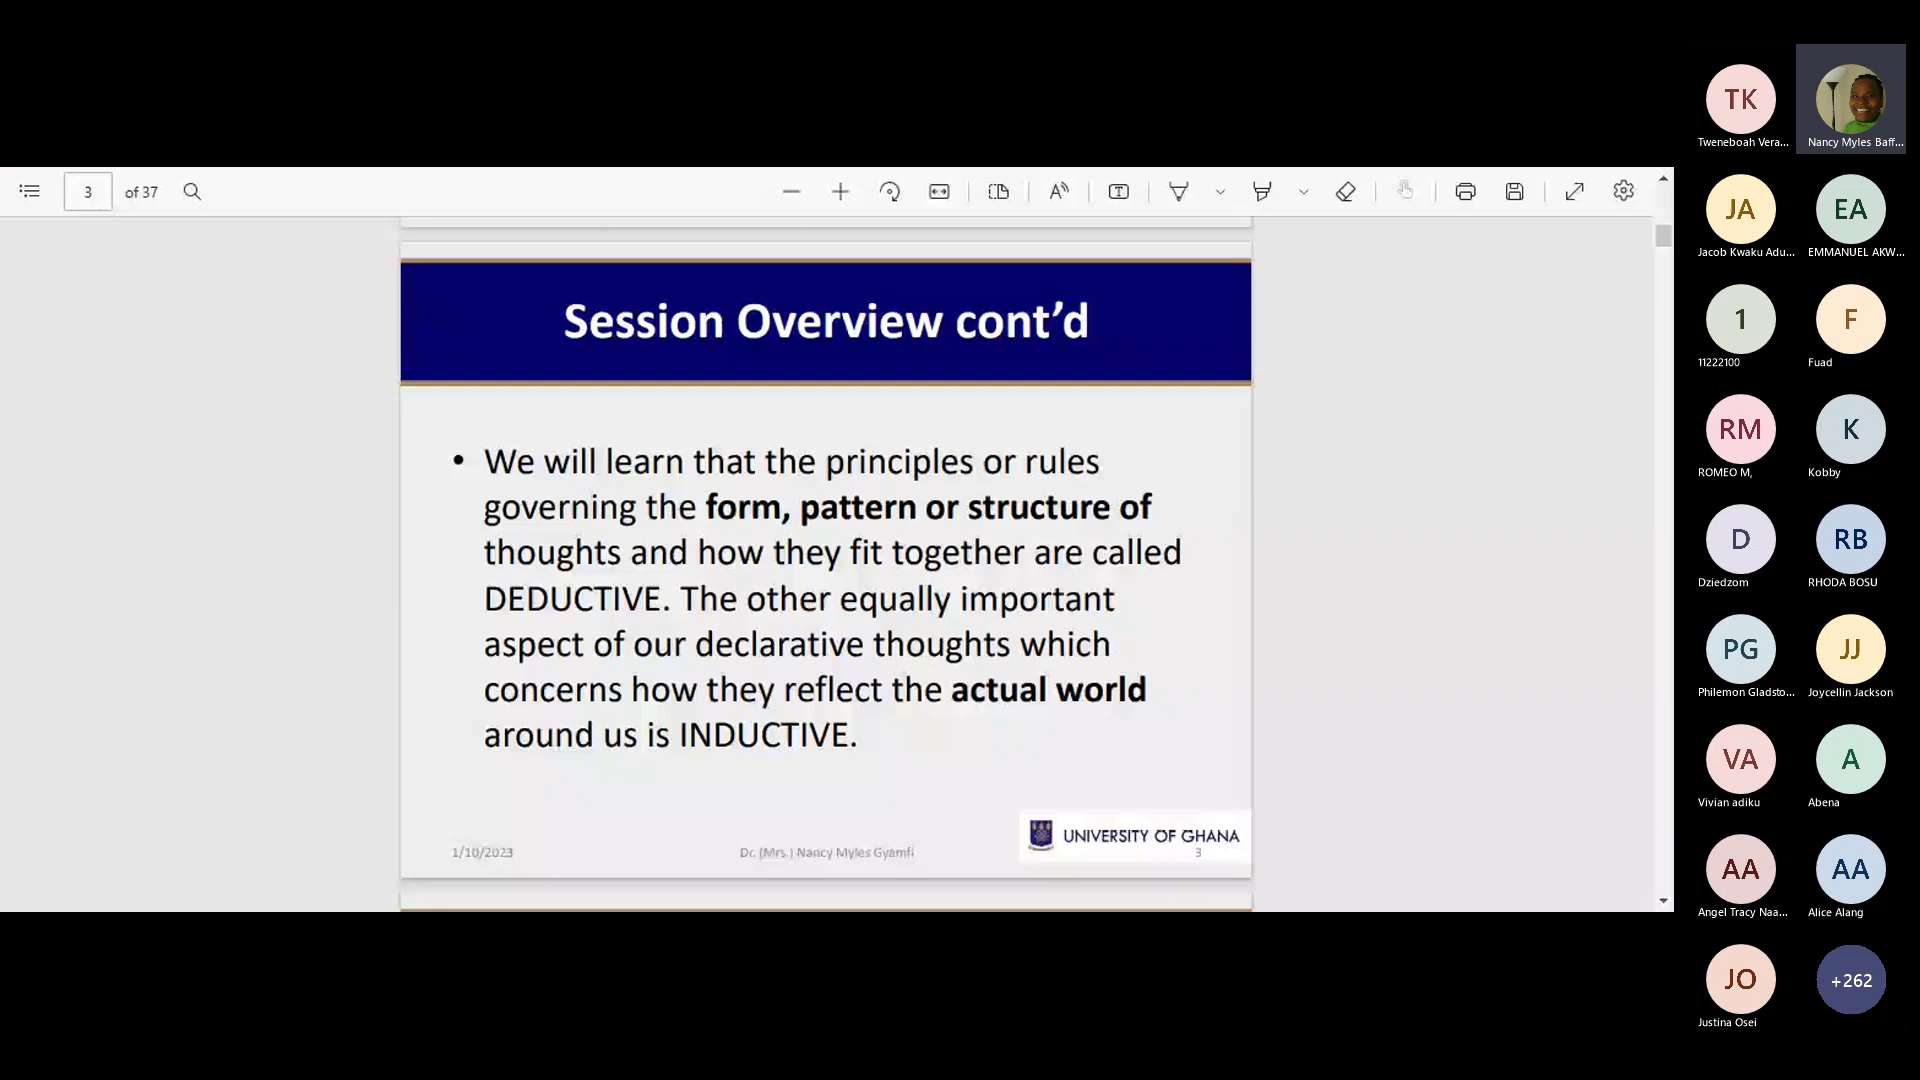 3 of 37
Session Overview cont’d
• We will learn that the principles or rules
governing the form, pattern or structure of
thoughts and how they fit together are called
DEDUCTIVE. The other equally important
aspect of our declarative thoughts which
concerns how they reflect the actual world
around us is INDUCTIVE.
UNIVERSITY OF GHANA
1/10/2023
Dr. (Mrs.) Nancy Myles Gyamfi
3
TK
Tweneboah Vera...
Nancy Myles Baff...
JA
Jacob Kwaku Adu...
EA
EMMANUEL AKW...
1
11222100
F
Fuad
RM
ROMEO M,
K
Kobby
D
Dziedzom
RB
RHODA BOSU
PG
Philemon Gladsto...
JJ
Joycellin Jackson
VA
Vivian adiku
A
Abena
AA
Angel Tracy Naa...
AA
Alice Alang
JO
Justina Osei
+262